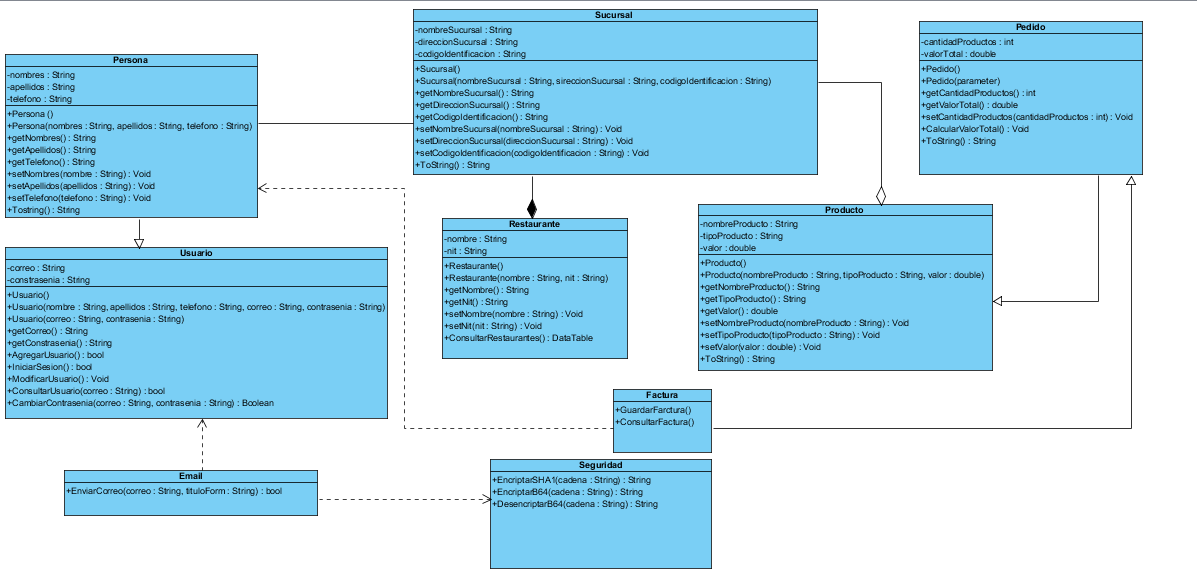 Persona
-nombres : String
-apellidos : String
-telefono : String
+Persona ()
+Persona(nombres : String, apellidos : String, telefono : String)
+getNombres() : String
+getApellidos() : String
+getTelefono() : String
+setNombres(nombre : String) : Void
+setApellidos(apellidos : String) : Void
+setTelefono(telefono : String) : Void
+Tostring() : String
Sucursal
-nombreSucursal : String
-direccionSucursal : String
-codigoIdentificacion : String
+Sucursal()
+Sucursal(nombreSucursal : String, sireccionSucursal : String, codigoIdentificacion : String)
+getNombreSucursal() : String
+getDireccionSucursal() : String
+getCodigoIdentificacion() : String
+setNombreSucursal(nombreSucursal : String) : Void
+setDireccionSucursal(direccionSucursal : String) : Void
+setCodigoIdentificacion(codigoIdentificacion : String) : Void
+ToString() : String
Pedido
-cantidadProductos : int
-valorTotal : double
+Pedido()
+Pedido(parameter)
+getCantidadProductos() : int
+getValorTotal() : double
+setCantidadProductos(cantidadProductos : int) : Void
+CalcularValorTotal() : Void
+ToString() : String
Usuario
-correo : String
-constrasenia : String
+Usuario()
+Usuario(nombre : String, apellidos : String, telefono : String, correo : String, contrasenia : String)
+Usuario(correo : String, contrasenia : String)
+getCorreo() : String
+getConstrasenia() : String
+AgregarUsuario() : bool
+IniciarSesion() : bool
+ModificarUsuario() : Void
+ConsultarUsuario(correo : String) : bool
+CambiarContrasenia(correo : String, contrasenia : String) : Boolean
Restaurante
-nombre : String
-nit : String
+Restaurante()
+Restaurante(nombre : String, nit : String)
+getNombre() : String
+getNit() : String
+setNombre(nombre : String) : Void
+setNit(nit : String) : Void
+ConsultarRestaurantes() : DataTable
Producto
-nombreProducto : String
-tipoProducto : String
-valor : double
+Producto()
+Producto(nombreProducto : String, tipoProducto : String, valor : double)
+getNombreProducto() : String
+getTipoProducto() : String
+getValor() : double
+setNombreProducto(nombreProducto : String) : Void
+setTipoProducto(tipoProducto : String) : Void
+setValor(valor : double) : Void
+ToString() : String
Factura
+GuardarFarctura()
+ConsultarFactura()
Email
+EnviarCorreo(correo : String, tituloForm : String) : bool
Seguridad
+EncriptarSHA1(cadena : String) : String
+EncriptarB64(cadena : String) : String
+DesencriptarB64(cadena : String) : String